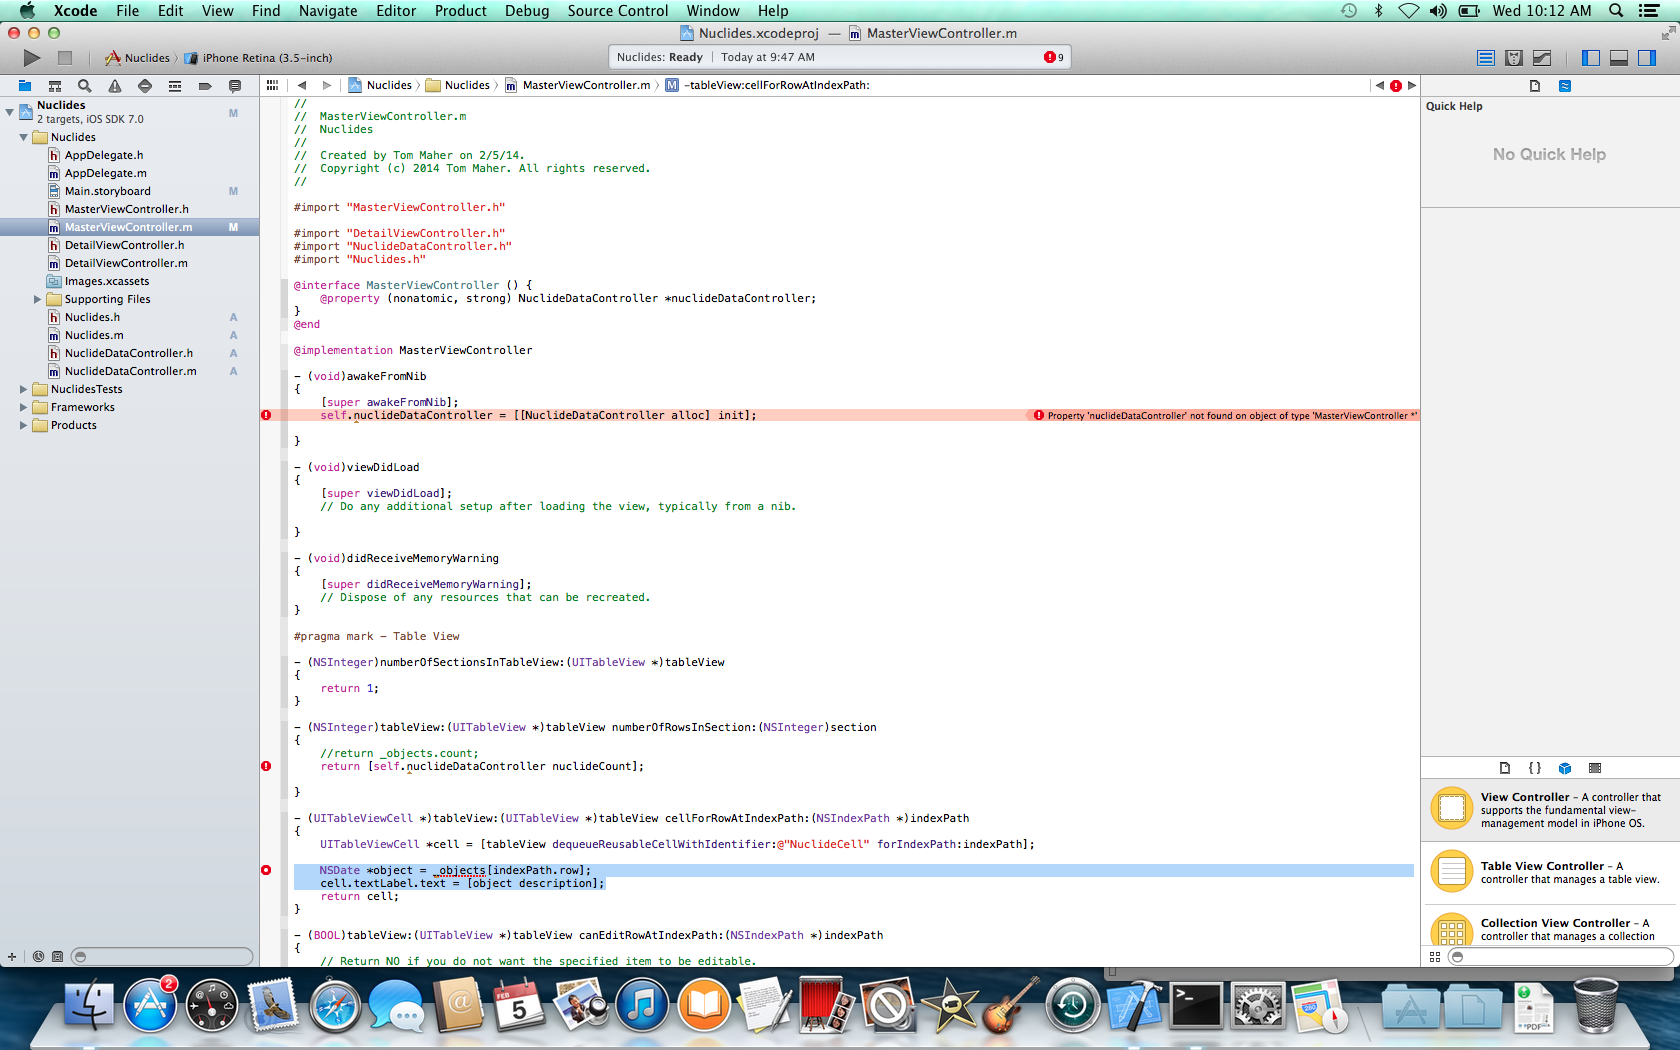 Xcode File Edit View Find Navigate Editor Product Debug Source Control Window Help Wed 10:12 AM
Nuclides.xcodeproj — MasterViewController.m
Nuclides › iPhone Retina (3.5-inch)
Nuclides: Ready | Today at 9:47 AM
9
Nuclides › Nuclides › MasterViewController.m › M -tableView:cellForRowAtIndexPath:
Nuclides M
2 targets, iOS SDK 7.0
Nuclides
AppDelegate.h
AppDelegate.m
Main.storyboard M
MasterViewController.h
MasterViewController.m M
DetailViewController.h
DetailViewController.m
Images.xcassets
Supporting Files
Nuclides.h A
Nuclides.m A
NuclideDataController.h A
NuclideDataController.m A
NuclidesTests
Frameworks
Products
//
// MasterViewController.m
// Nuclides
//
// Created by Tom Maher on 2/5/14.
// Copyright (c) 2014 Tom Maher. All rights reserved.
//
#import "MasterViewController.h"
#import "DetailViewController.h"
#import "NuclideDataController.h"
#import "Nuclides.h"
@interface MasterViewController () {
@property (nonatomic, strong) NuclideDataController *nuclideDataController;
}
@end
@implementation MasterViewController
- (void)awakeFromNib
{
[super awakeFromNib];
self.nuclideDataController = [[NuclideDataController alloc] init];
Property 'nuclideDataController' not found on object of type 'MasterViewController *'
}
- (void)viewDidLoad
{
[super viewDidLoad];
// Do any additional setup after loading the view, typically from a nib.
}
- (void)didReceiveMemoryWarning
{
[super didReceiveMemoryWarning];
// Dispose of any resources that can be recreated.
}
#pragma mark - Table View
- (NSInteger)numberOfSectionsInTableView:(UITableView *)tableView
{
return 1;
}
- (NSInteger)tableView:(UITableView *)tableView numberOfRowsInSection:(NSInteger)section
{
//return _objects.count;
return [self.nuclideDataController nuclideCount];
}
- (UITableViewCell *)tableView:(UITableView *)tableView cellForRowAtIndexPath:(NSIndexPath *)indexPath
{
UITableViewCell *cell = [tableView dequeueReusableCellWithIdentifier:@"NuclideCell" forIndexPath:indexPath];
NSDate *object = _objects[indexPath.row];
cell.textLabel.text = [object description];
return cell;
}
- (BOOL)tableView:(UITableView *)tableView canEditRowAtIndexPath:(NSIndexPath *)indexPath
{
// Return NO if you do not want the specified item to be editable.
Quick Help
No Quick Help
{ }
View Controller - A controller that
supports the fundamental view-
management model in iPhone OS.
Table View Controller - A
controller that manages a table view.
Collection View Controller - A
controller that manages a collection
2
FEB
5
PDF